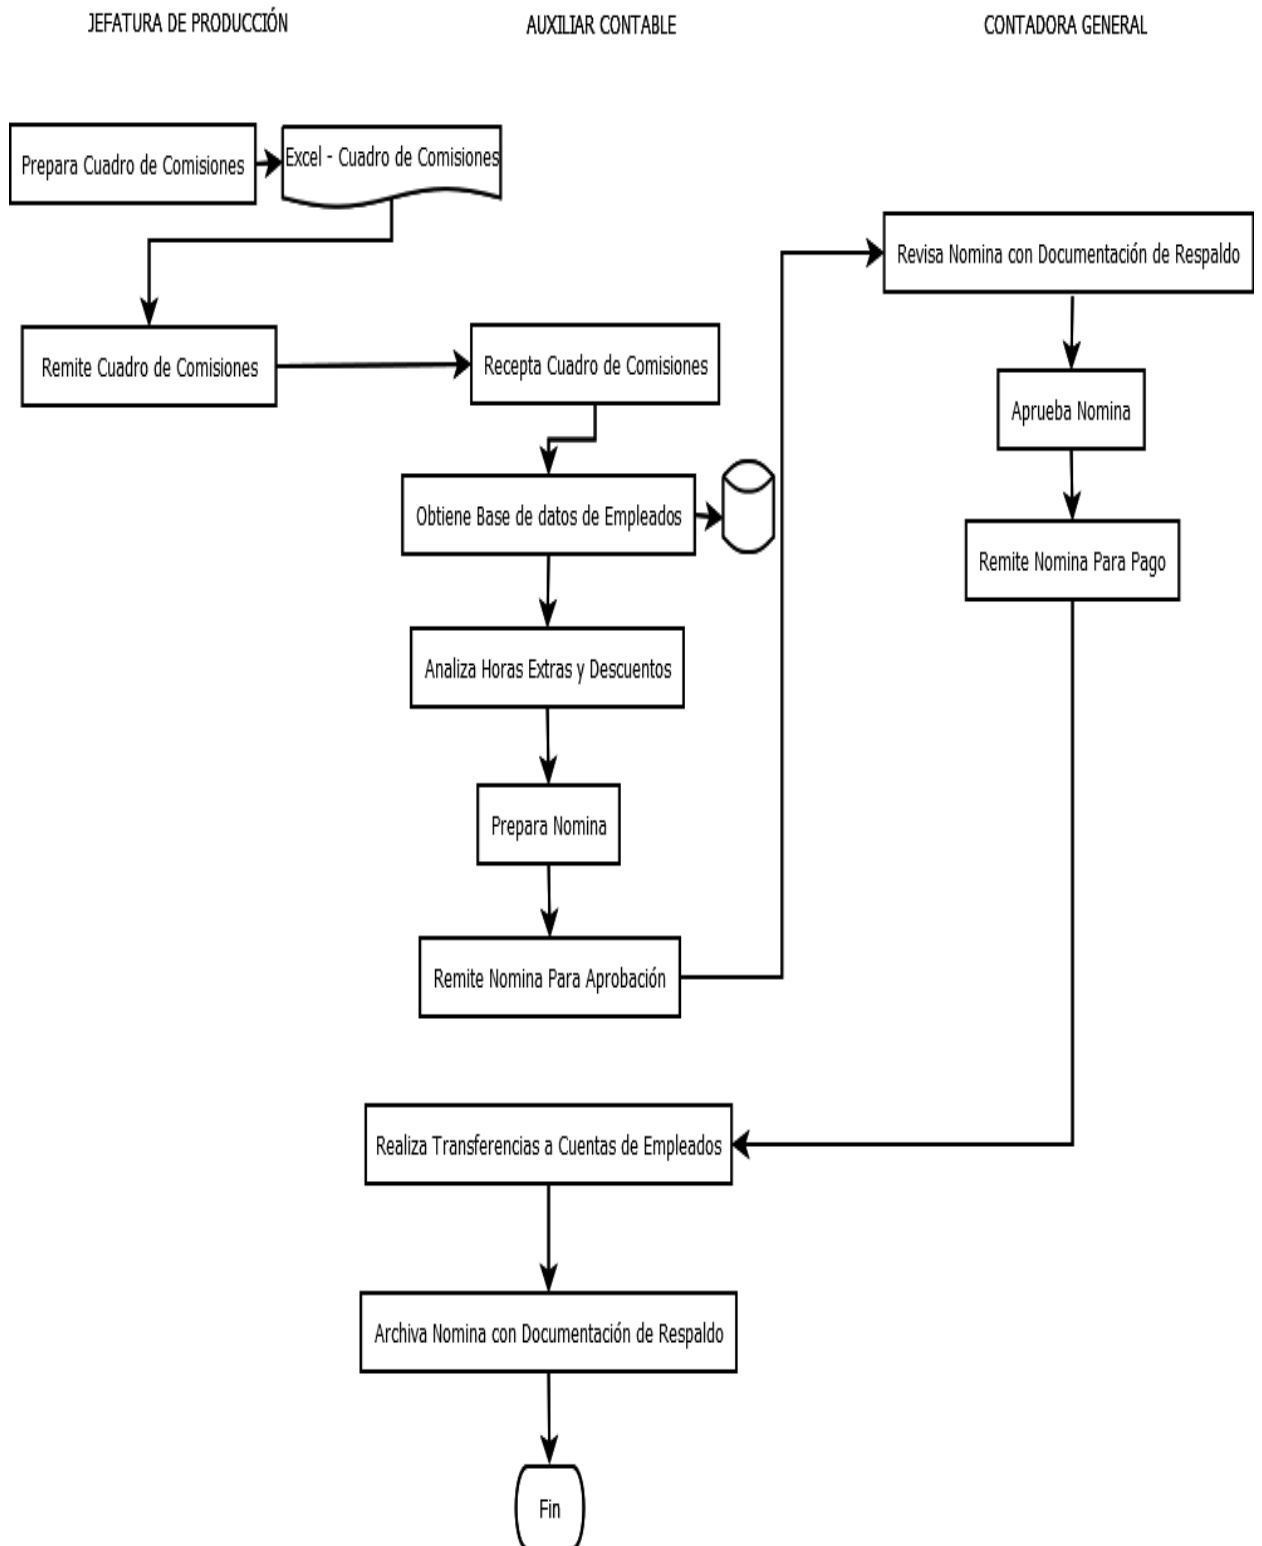 JEFATURA DE PRODUCCIÓN
AUXILIAR CONTABLE
CONTADORA GENERAL
Prepara Cuadro de Comisiones
Excel - Cuadro de Comisiones
Remite Cuadro de Comisiones
Recepta Cuadro de Comisiones
Obtiene Base de datos de Empleados
Analiza Horas Extras y Descuentos
Prepara Nomina
Remite Nomina Para Aprobación
Revisa Nomina con Documentación de Respaldo
Aprueba Nomina
Remite Nomina Para Pago
Realiza Transferencias a Cuentas de Empleados
Archiva Nomina con Documentación de Respaldo
Fin